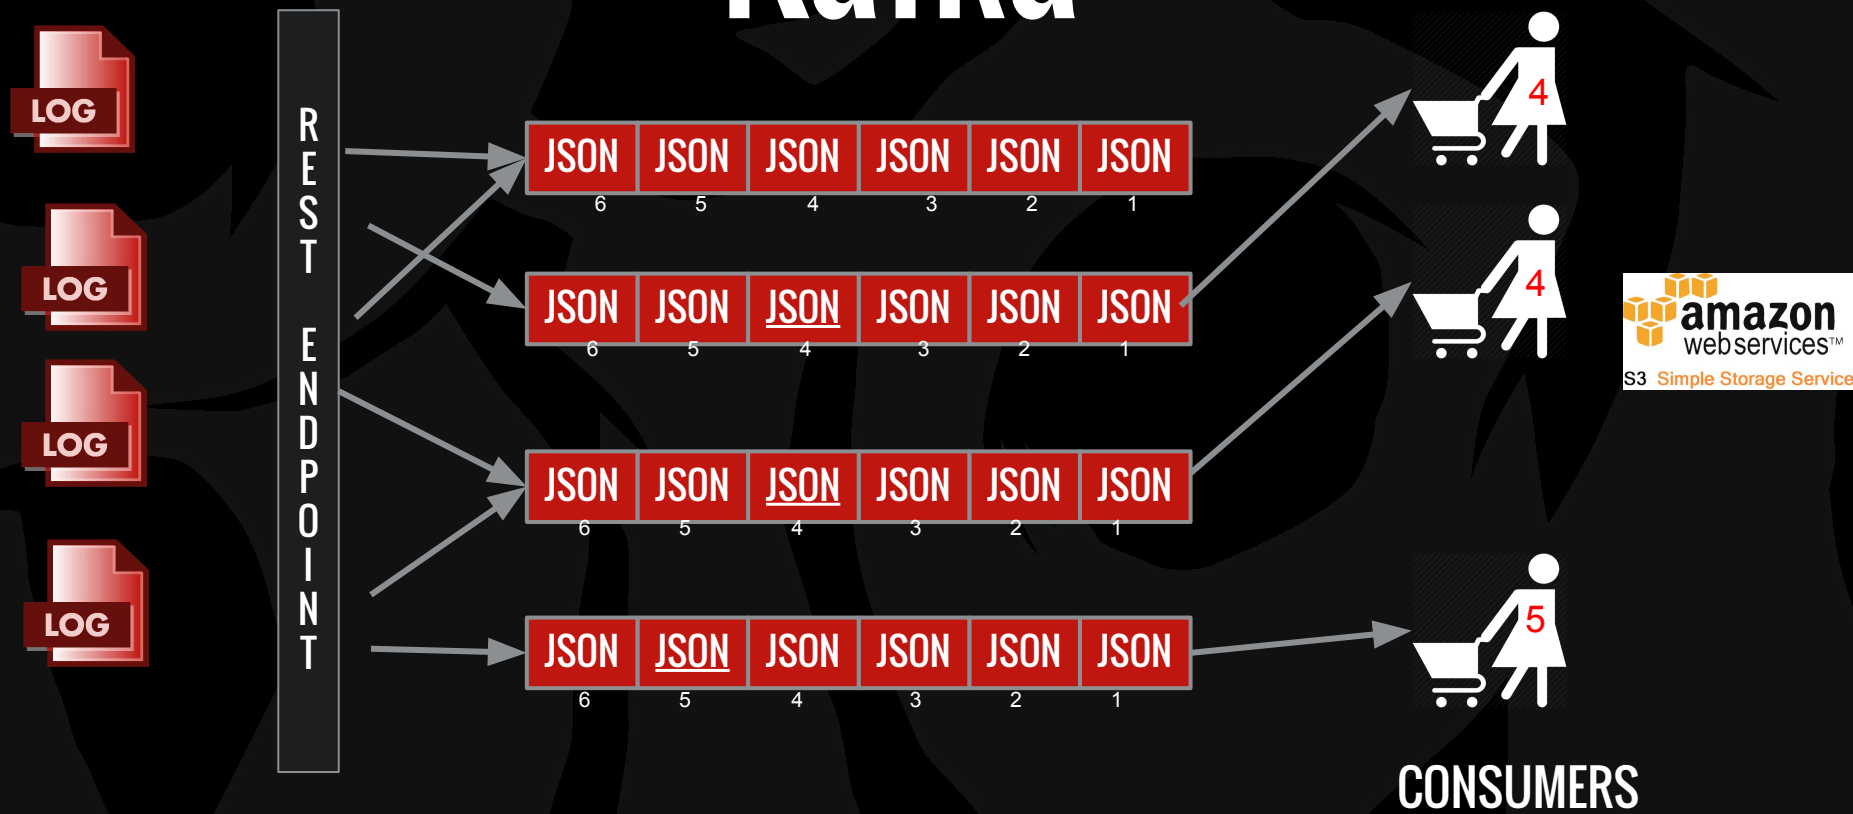 Kafka
LOG
LOG
LOG
LOG
REST ENDPOINT
JSON JSON JSON JSON JSON JSON
6 5 4 3 2 1
JSON JSON JSON JSON JSON JSON
6 5 4 3 2 1
JSON JSON JSON JSON JSON JSON
6 5 4 3 2 1
JSON JSON JSON JSON JSON JSON
6 5 4 3 2 1
4
4
5
amazon
web services™
S3 Simple Storage Service
CONSUMERS